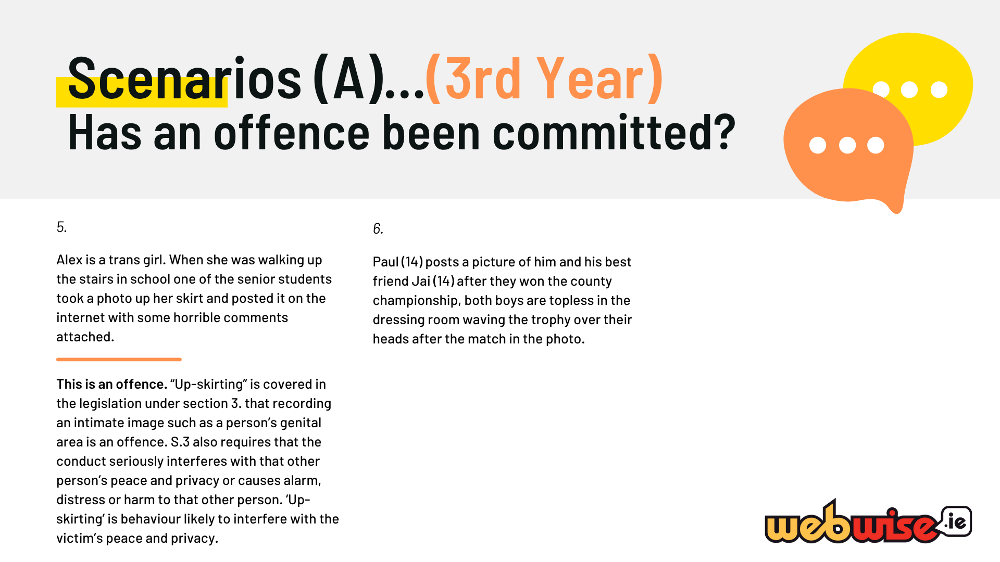 Scenarios (A)...(3rd Year)
Has an offence been committed?
5.
Alex is a trans girl. When she was walking up
the stairs in school one of the senior students
took a photo up her skirt and posted it on the
internet with some horrible comments
attached.
This is an offence. “Up-skirting” is covered in
the legislation under section 3. that recording
an intimate image such as a person’s genital
area is an offence. S.3 also requires that the
conduct seriously interferes with that other
person’s peace and privacy or causes alarm,
distress or harm to that other person. ‘Up-
skirting’ is behaviour likely to interfere with the
victim’s peace and privacy.
6.
Paul (14) posts a picture of him and his best
friend Jai (14) after they won the county
championship, both boys are topless in the
dressing room waving the trophy over their
heads after the match in the photo.
webwise.ie